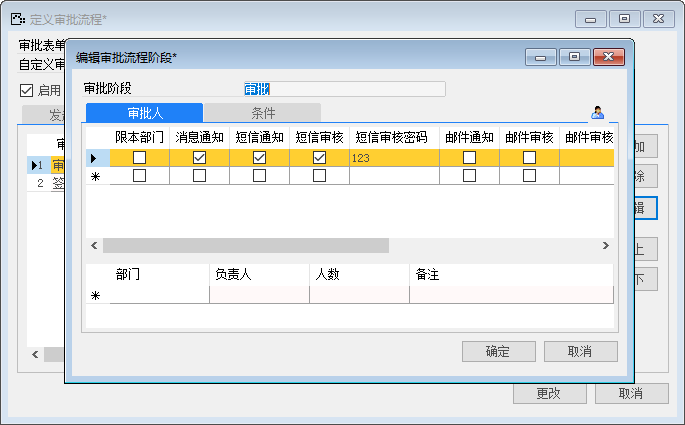 定义审批流程*
审批表单
自定义审
启用
编辑审批流程阶段*
审批阶段 审批
审批人 条件
限本部门 消息通知 短信通知 短信审核 短信审核密码 邮件通知 邮件审核 邮件审核
123
部门 负责人 人数 备注
确定 取消
发
1 审
2 签
加
除
辑
上
下
更改 取消